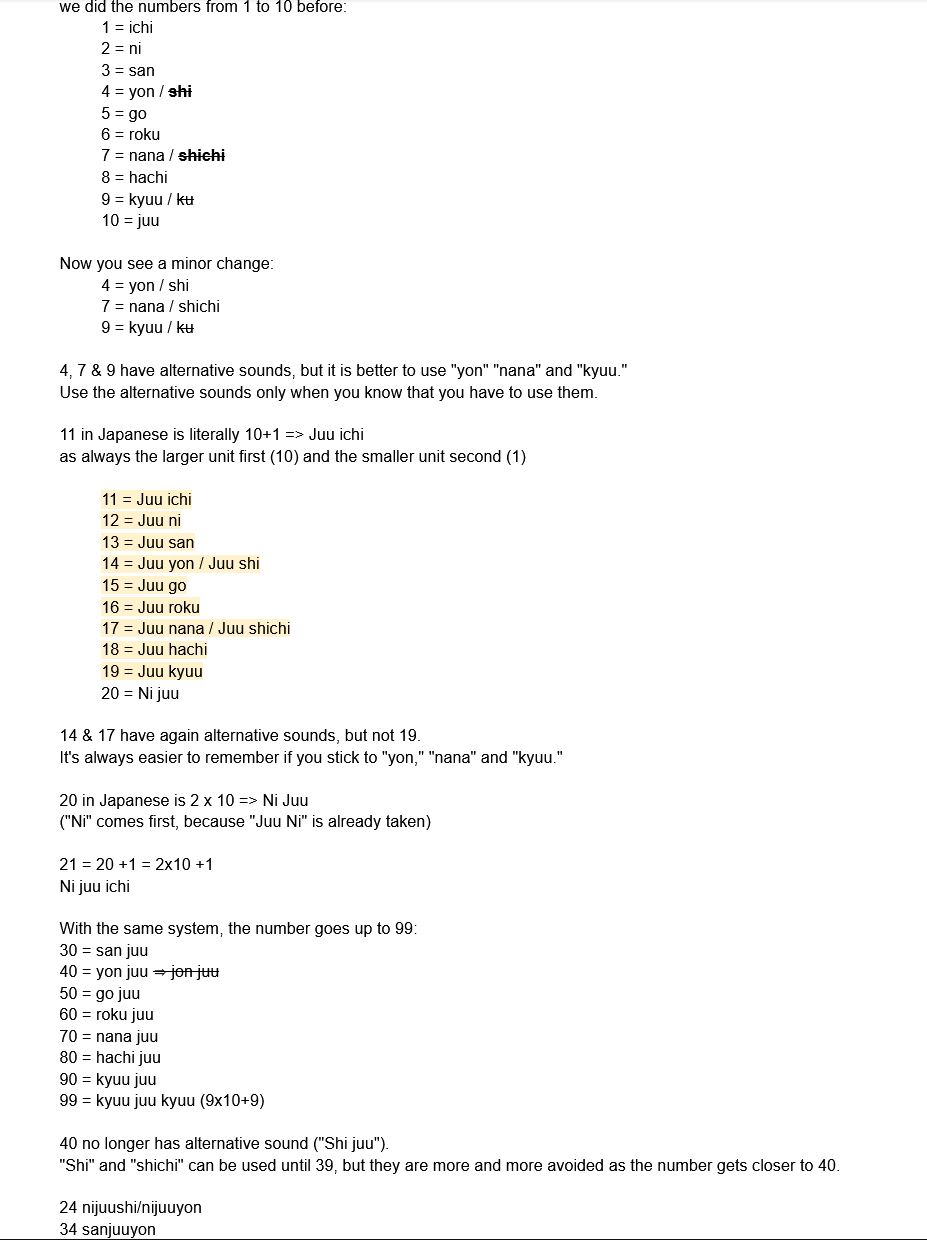 we did the numbers from 1 to 10 before:
1 = ichi
2 = ni
3 = san
4 = yon / shi
5 = go
6 = roku
7 = nana / shichi
8 = hachi
9 = kyuu / ku
10 = juu
Now you see a minor change:
4 = yon / shi
7 = nana / shichi
9 = kyuu / ku
4, 7 & 9 have alternative sounds, but it is better to use "yon" "nana" and "kyuu."
Use the alternative sounds only when you know that you have to use them.
11 in Japanese is literally 10+1 => Juu ichi
as always the larger unit first (10) and the smaller unit second (1)
11 = Juu ichi
12 = Juu ni
13 = Juu san
14 = Juu yon / Juu shi
15 = Juu go
16 = Juu roku
17 = Juu nana / Juu shichi
18 = Juu hachi
19 = Juu kyuu
20 = Ni juu
14 & 17 have again alternative sounds, but not 19.
It's always easier to remember if you stick to "yon," "nana" and "kyuu."
20 in Japanese is 2 x 10 => Ni Juu
("Ni" comes first, because "Juu Ni" is already taken)
21 = 20 +1 = 2x10 +1
Ni juu ichi
With the same system, the number goes up to 99:
30 = san juu
40 = yon juu ⇒ jon juu
50 = go juu
60 = roku juu
70 = nana juu
80 = hachi juu
90 = kyuu juu
99 = kyuu juu kyuu (9x10+9)
40 no longer has alternative sound ("Shi juu").
"Shi" and "shichi" can be used until 39, but they are more and more avoided as the number gets closer to 40.
24 nijuushi/nijuuyon
34 sanjuuyon